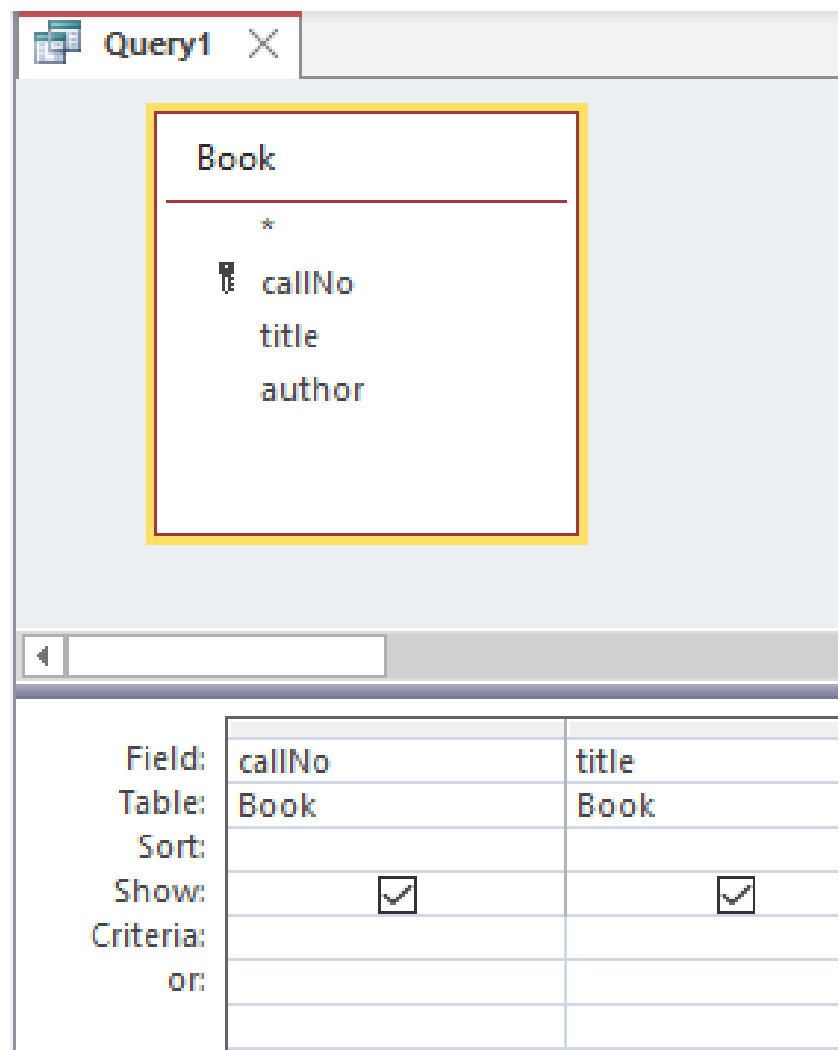 Query1
Book
*
callNo
title
author
Field: callNo title
Table: Book Book
Sort:
Show:
Criteria:
or: